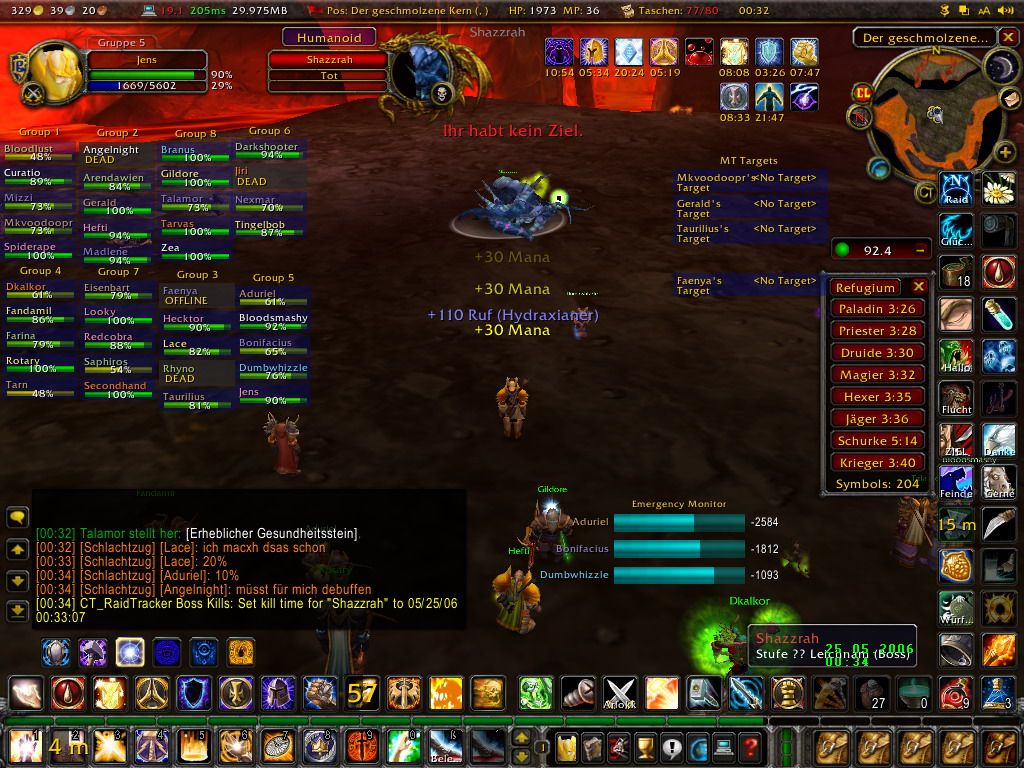 329 39 20 19.1 205ms 29.975MB Pos: Der geschmolzene Kern (, ) HP: 1973 MP: 36 Taschen: 77/80 00:32
Gruppe 5
Jens
90%
1669/5602 29%
Humanoid
Shazzrah
Tot
Shazzrah
10:54 05:34 20:24 05:19 08:08 03:26 07:47
08:33 21:47
Der geschmolzene...
N
CL
CT
Ihr habt kein Ziel.
Group 1
Bloodlust
48%
Curatio
89%
Mizzi
73%
Mkvoodoopr
73%
Spiderape
100%
Group 2
Angelnight
DEAD
Arendawien
84%
Gerald
100%
Hefti
94%
Madlene
94%
Group 8
Branus
100%
Gildore
100%
Talamor
73%
Tarvas
100%
Zea
100%
Group 6
Darkshooter
94%
Jiri
DEAD
Nexmar
70%
Tingelbob
87%
Group 4
Dkalkor
61%
Fandamil
86%
Farina
79%
Rotary
100%
Tarn
48%
Group 7
Eisenbart
79%
Looky
100%
Redcobra
88%
Saphiros
54%
Secondhand
100%
Group 3
Faenya
OFFLINE
Hecktor
90%
Lace
82%
Rhyno
DEAD
Taurilius
81%
Group 5
Aduriel
61%
Bloodsmashy
92%
Bonifacius
65%
Dumbwhizzle
76%
Jens
90%
MT Targets
Mkvoodoopr's Target <No Target>
Gerald's Target <No Target>
Taurilius's Target <No Target>
Faenya's Target <No Target>
+30 Mana
+30 Mana
+110 Ruf (Hydraxianer)
+30 Mana
92.4
Refugium
Paladin 3:26
Priester 3:28
Druide 3:30
Magier 3:32
Hexer 3:35
Jäger 3:36
Schurke 5:14
Krieger 3:40
Symbols: 204
Raid
18
Hallo
Flucht
ZIEL
Danke
Bloodsmashy
Feinde
Gerne
15 m
Fandamil
[00:32] Talamor stellt her: [Erheblicher Gesundheitsstein].
[00:32] [Schlachtzug] [Lace]: ich macxh dsas schon
[00:33] [Schlachtzug] [Lace]: 20%
[00:34] [Schlachtzug] [Aduriel]: 10%
[00:34] [Schlachtzug] [Angelnight]: müsst für mich debuffen
[00:34] CT_RaidTracker Boss Kills: Set kill time for "Shazzrah" to 05/25/06 00:33:07
Gildore
Hefti
Emergency Monitor
Aduriel -2584
Bonifacius -1812
Dumbwhizzle -1093
Dkalkor
Shazzrah
Stufe ?? Leichnam (Boss)
25.05.2006
00:34
57
27 0 9 3
4 m